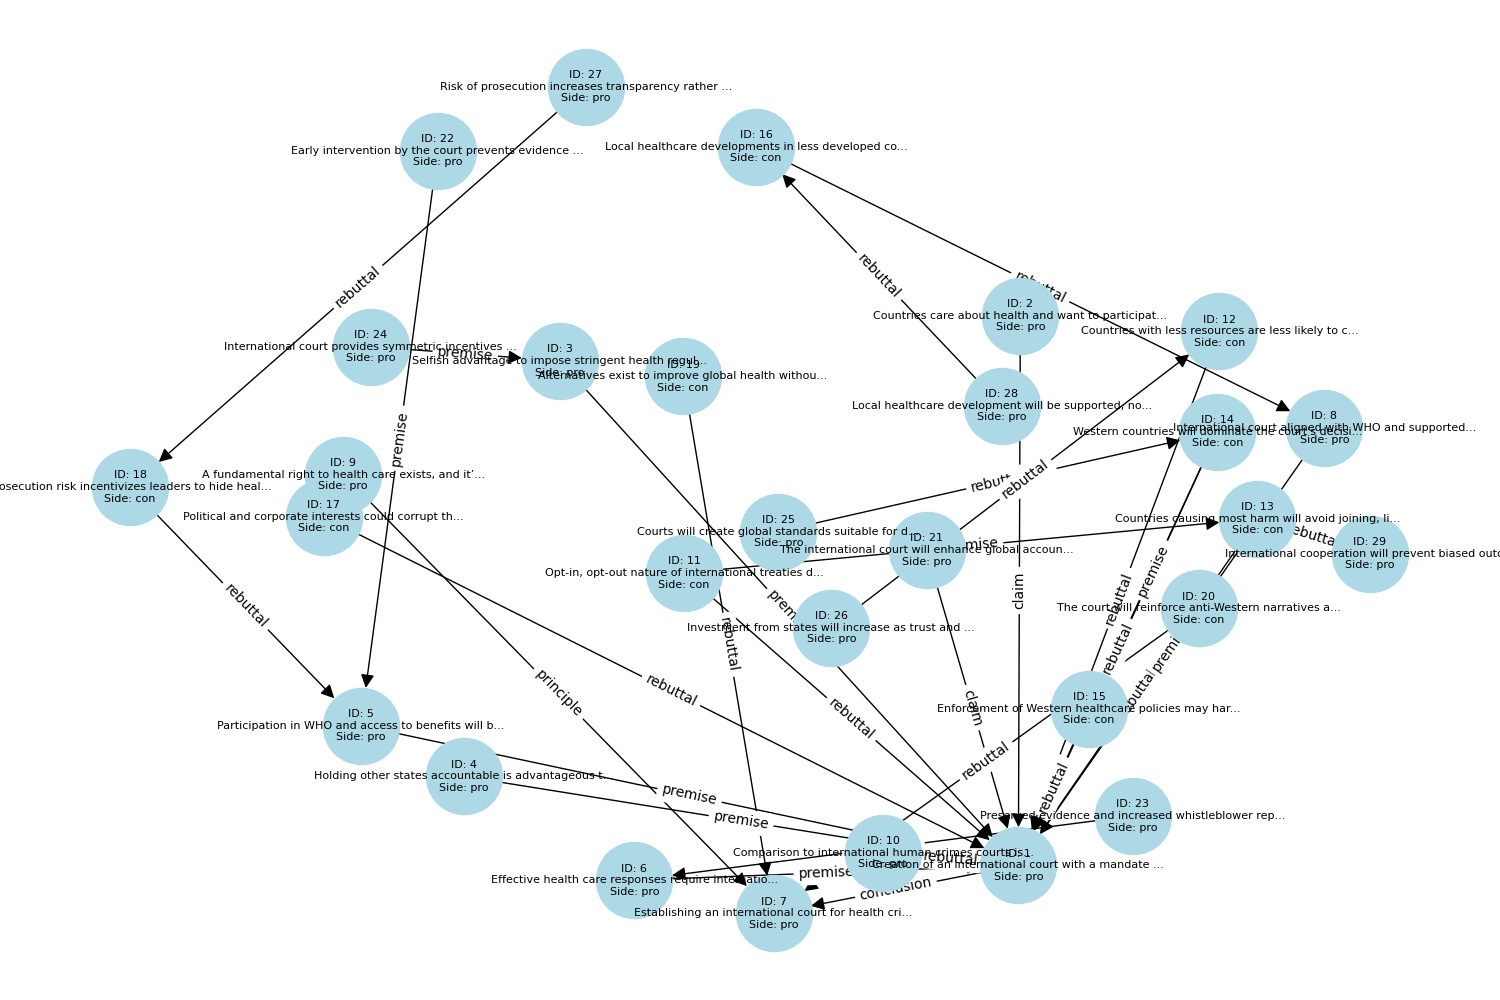 ID: 27
Risk of prosecution increases transparency rather ...
Side: pro
ID: 22
Early intervention by the court prevents evidence ...
Side: pro
ID: 16
Local healthcare developments in less developed co...
Side: con
rebuttal
rebuttal
rebuttal
ID: 2
Countries care about health and want to participat...
Side: pro
ID: 12
Countries with less resources are less likely to c...
Side: con
ID: 24
International court provides symmetric incentives ...
Side: pro
premise
ID: 3
Selfish advantage to impose stringent health regul...
Side: pro
ID: 19
Alternatives exist to improve global health withou...
Side: con
ID: 28
Local healthcare development will be supported, no...
Side: pro
ID: 14
Western countries will dominate the court's decisi...
Side: con
ID: 8
International court aligned with WHO and supported...
Side: pro
premise
ID: 18
osecution risk incentivizes leaders to hide heal...
Side: con
ID: 9
A fundamental right to health care exists, and it’...
Side: pro
ID: 17
Political and corporate interests could corrupt th...
Side: con
rebuttal
rebuttal
ID: 25
Courts will create global standards suitable for d...
Side: pro
ID: 13
Countries causing most harm will avoid joining, li...
Side: con
rebuttal
ID: 29
International cooperation will prevent biased outc
Side: pro
ID: 21
The international court will enhance global accoun...
Side: pro
premise
ID: 11
Opt-in, opt-out nature of international treaties d...
Side: con
rebuttal
claim
rebuttal
premise
premise
ID: 26
Investment from states will increase as trust and ...
Side: pro
ID: 20
The court will reinforce anti-Western narratives a...
Side: con
rebuttal
rebuttal
premise
rebuttal
principle
rebuttal
claim
rebuttal
ID: 15
Enforcement of Western healthcare policies may har...
Side: con
ID: 5
Participation in WHO and access to benefits will b...
Side: pro
ID: 4
Holding other states accountable is advantageous t...
Side: pro
rebuttal
rebuttal
premise
premise
ID: 23
Presented evidence and increased whistleblower rep...
Side: pro
ID: 10
Comparison to international human crimes courts is...
Side: pro
rebuttal
ID: 1
Creation of an international court with a mandate ...
Side: pro
ID: 6
Effective health care responses require internatio...
Side: pro
premise
conclusion
ID: 7
Establishing an international court for health cri...
Side: pro